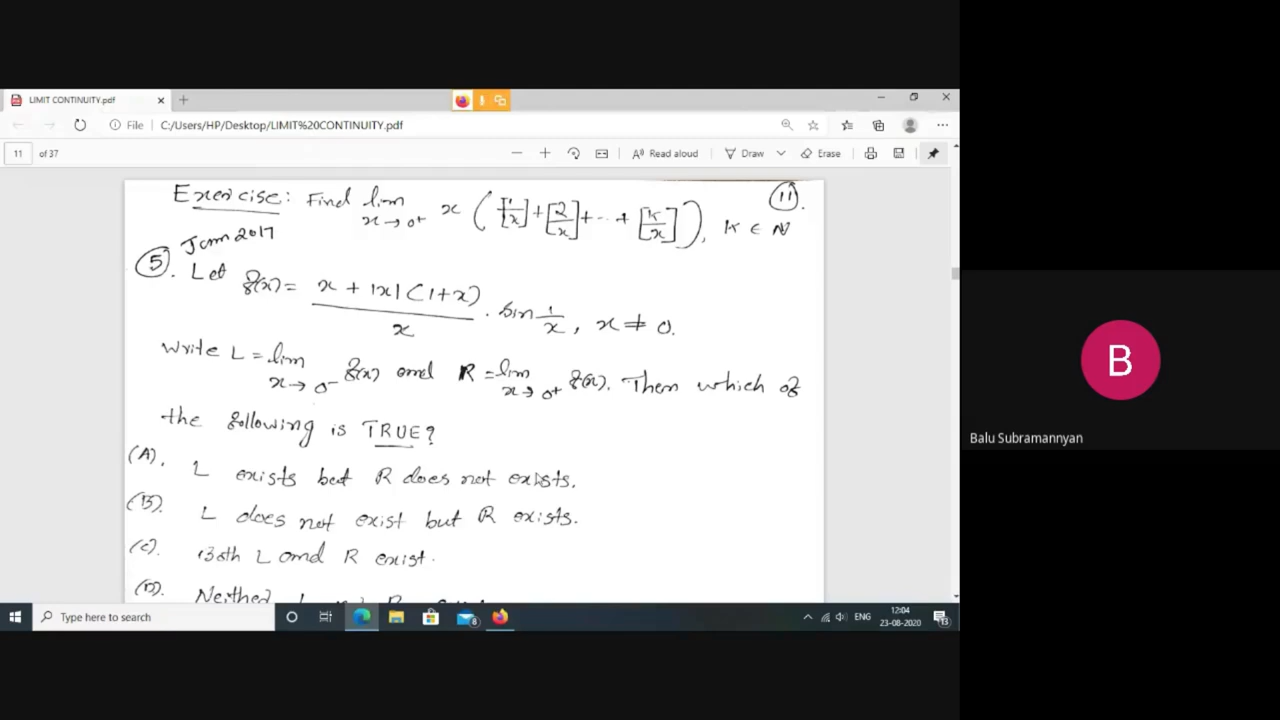 LIMIT CONTINUITY.pdf
File C:/Users/HP/Desktop/LIMIT%20CONTINUITY.pdf
11 of 37 Read aloud Draw Erase
Exercise: Find lim x→0+ x ([1/x]+[2/x]+...+[k/x]), k ∈ N
11.
Jam 2017
5. Let f(x) = x + |x| (1+x) / x . Sin 1/x, x ≠ 0.
Write L = lim x→0- f(x) and R = lim x→0+ f(x). Then which of
the following is TRUE?
(A). L exists but R does not exists.
(B). L does not exist but R exists.
(C). Both L and R exist.
(D). Neither
B
Balu Subramannyan
Type here to search
8
ENG
12:04
23-08-2020
13